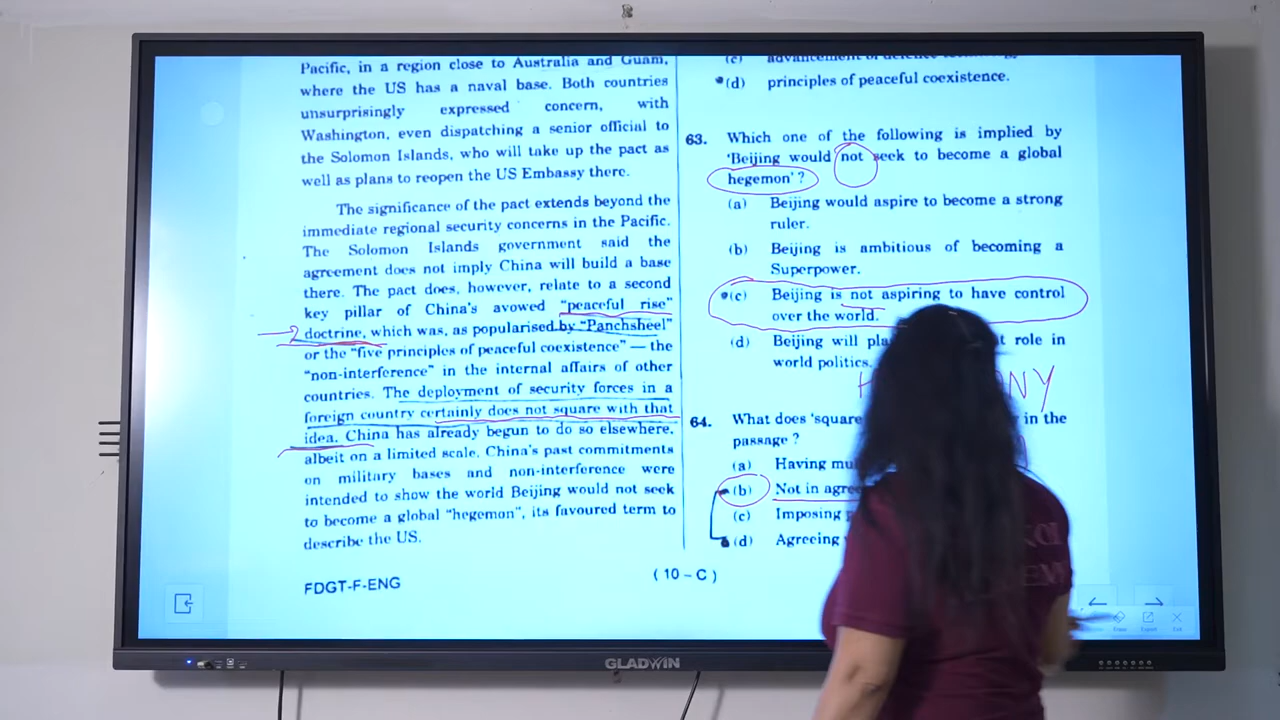 Pacific, in a region close to Australia and Guam,
where the US has a naval base. Both countries
unsurprisingly expressed concern, with
Washington, even dispatching a senior official to
the Solomon Islands, who will take up the pact as
well as plans to reopen the US Embassy there.
The significance of the pact extends beyond the
immediate regional security concerns in the Pacific.
The Solomon Islands government said the
agreement does not imply China will build a base
there. The pact does, however, relate to a second
key pillar of China's avowed "peaceful rise"
doctrine, which was, as popularised by "Panchsheel"
or the "five principles of peaceful coexistence" — the
"non-interference" in the internal affairs of other
countries. The deployment of security forces in a
foreign country certainly does not square with that
idea. China has already begun to do so elsewhere,
albeit on a limited scale. China's past commitments
on military bases and non-interference were
intended to show the world Beijing would not seek
to become a global "hegemon", its favoured term to
describe the US.
FDGT-F-ENG
(10 – C)
(c) advancement of defence
(d) principles of peaceful coexistence.
63. Which one of the following is implied by
'Beijing would not seek to become a global
hegemon' ?
(a) Beijing would aspire to become a strong
ruler.
(b) Beijing is ambitious of becoming a
Superpower.
(c) Beijing is not aspiring to have control
over the world.
(d) Beijing will role in
world politics.
H NY
64. What does 'square in the
passage ?
(a) Having
(b) Not in
(c) Imposing
(d) Agreeing
GLADWIN